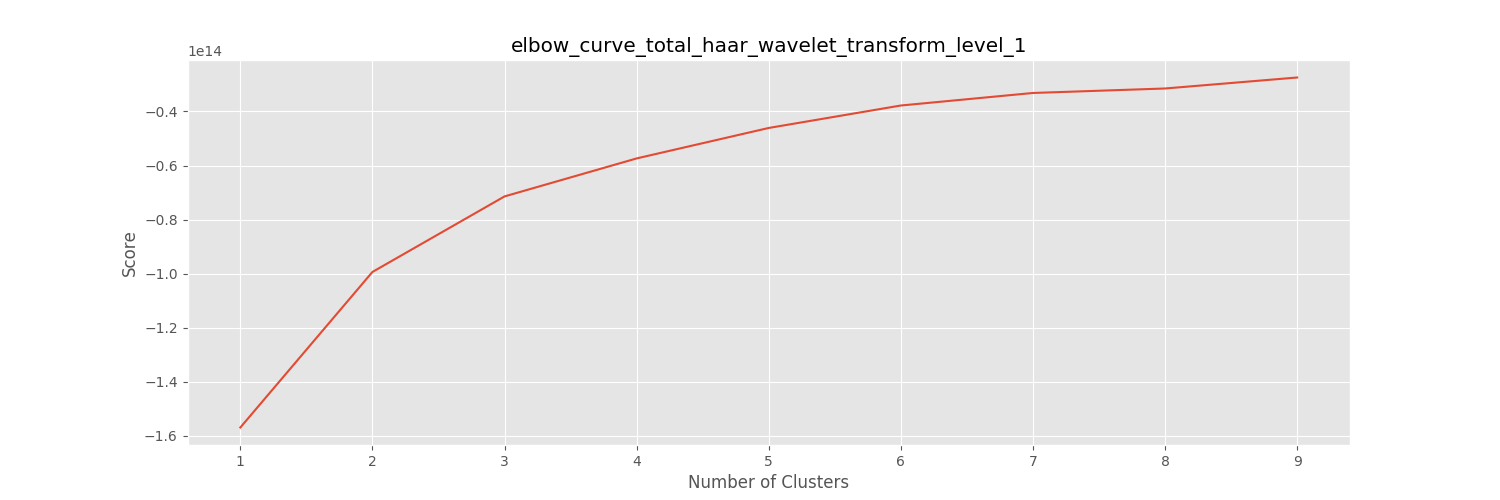 elbow_curve_total_haar_wavelet_transform_level_1
1e14
−0.4
−0.6
−0.8
−1.0
−1.2
−1.4
−1.6
Score
1 2 3 4 5 6 7 8 9
Number of Clusters